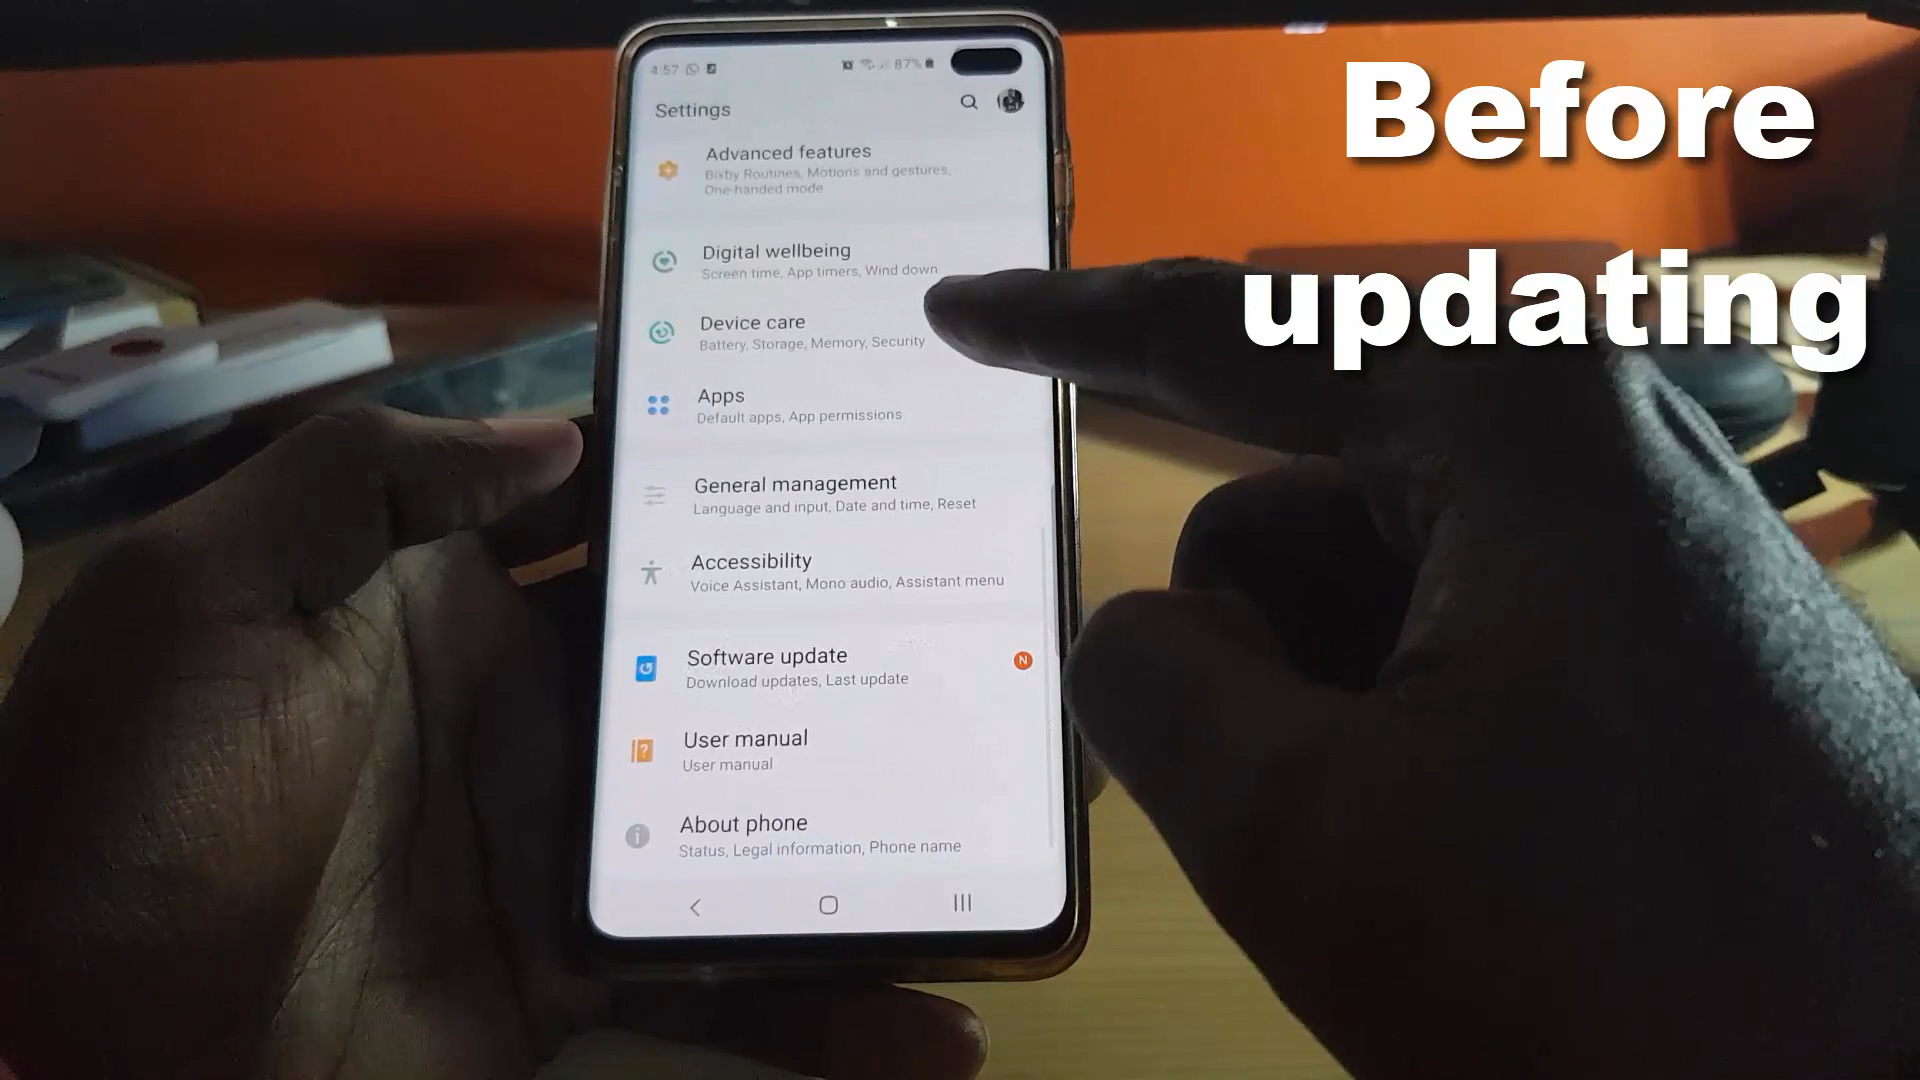 Before
updating
4:57
87%
Settings
Advanced features
Bixby Routines, Motions and gestures,
One-handed mode
Digital wellbeing
Screen time, App timers, Wind down
Device care
Battery, Storage, Memory, Security
Apps
Default apps, App permissions
General management
Language and input, Date and time, Reset
Accessibility
Voice Assistant, Mono audio, Assistant menu
Software update
N
Download updates, Last update
User manual
User manual
About phone
Status, Legal information, Phone name